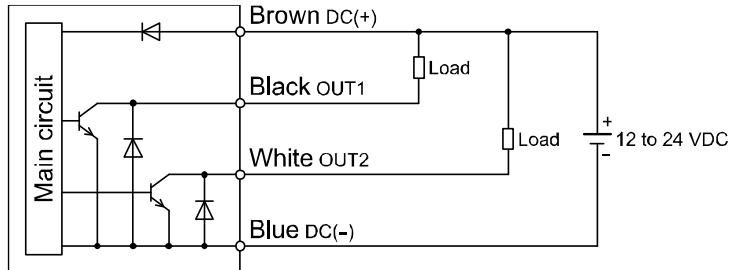 Brown DC(+)
Load
Black OUT1
Main circuit
+
Load
12 to 24 VDC
White OUT2
-
Blue DC(-)